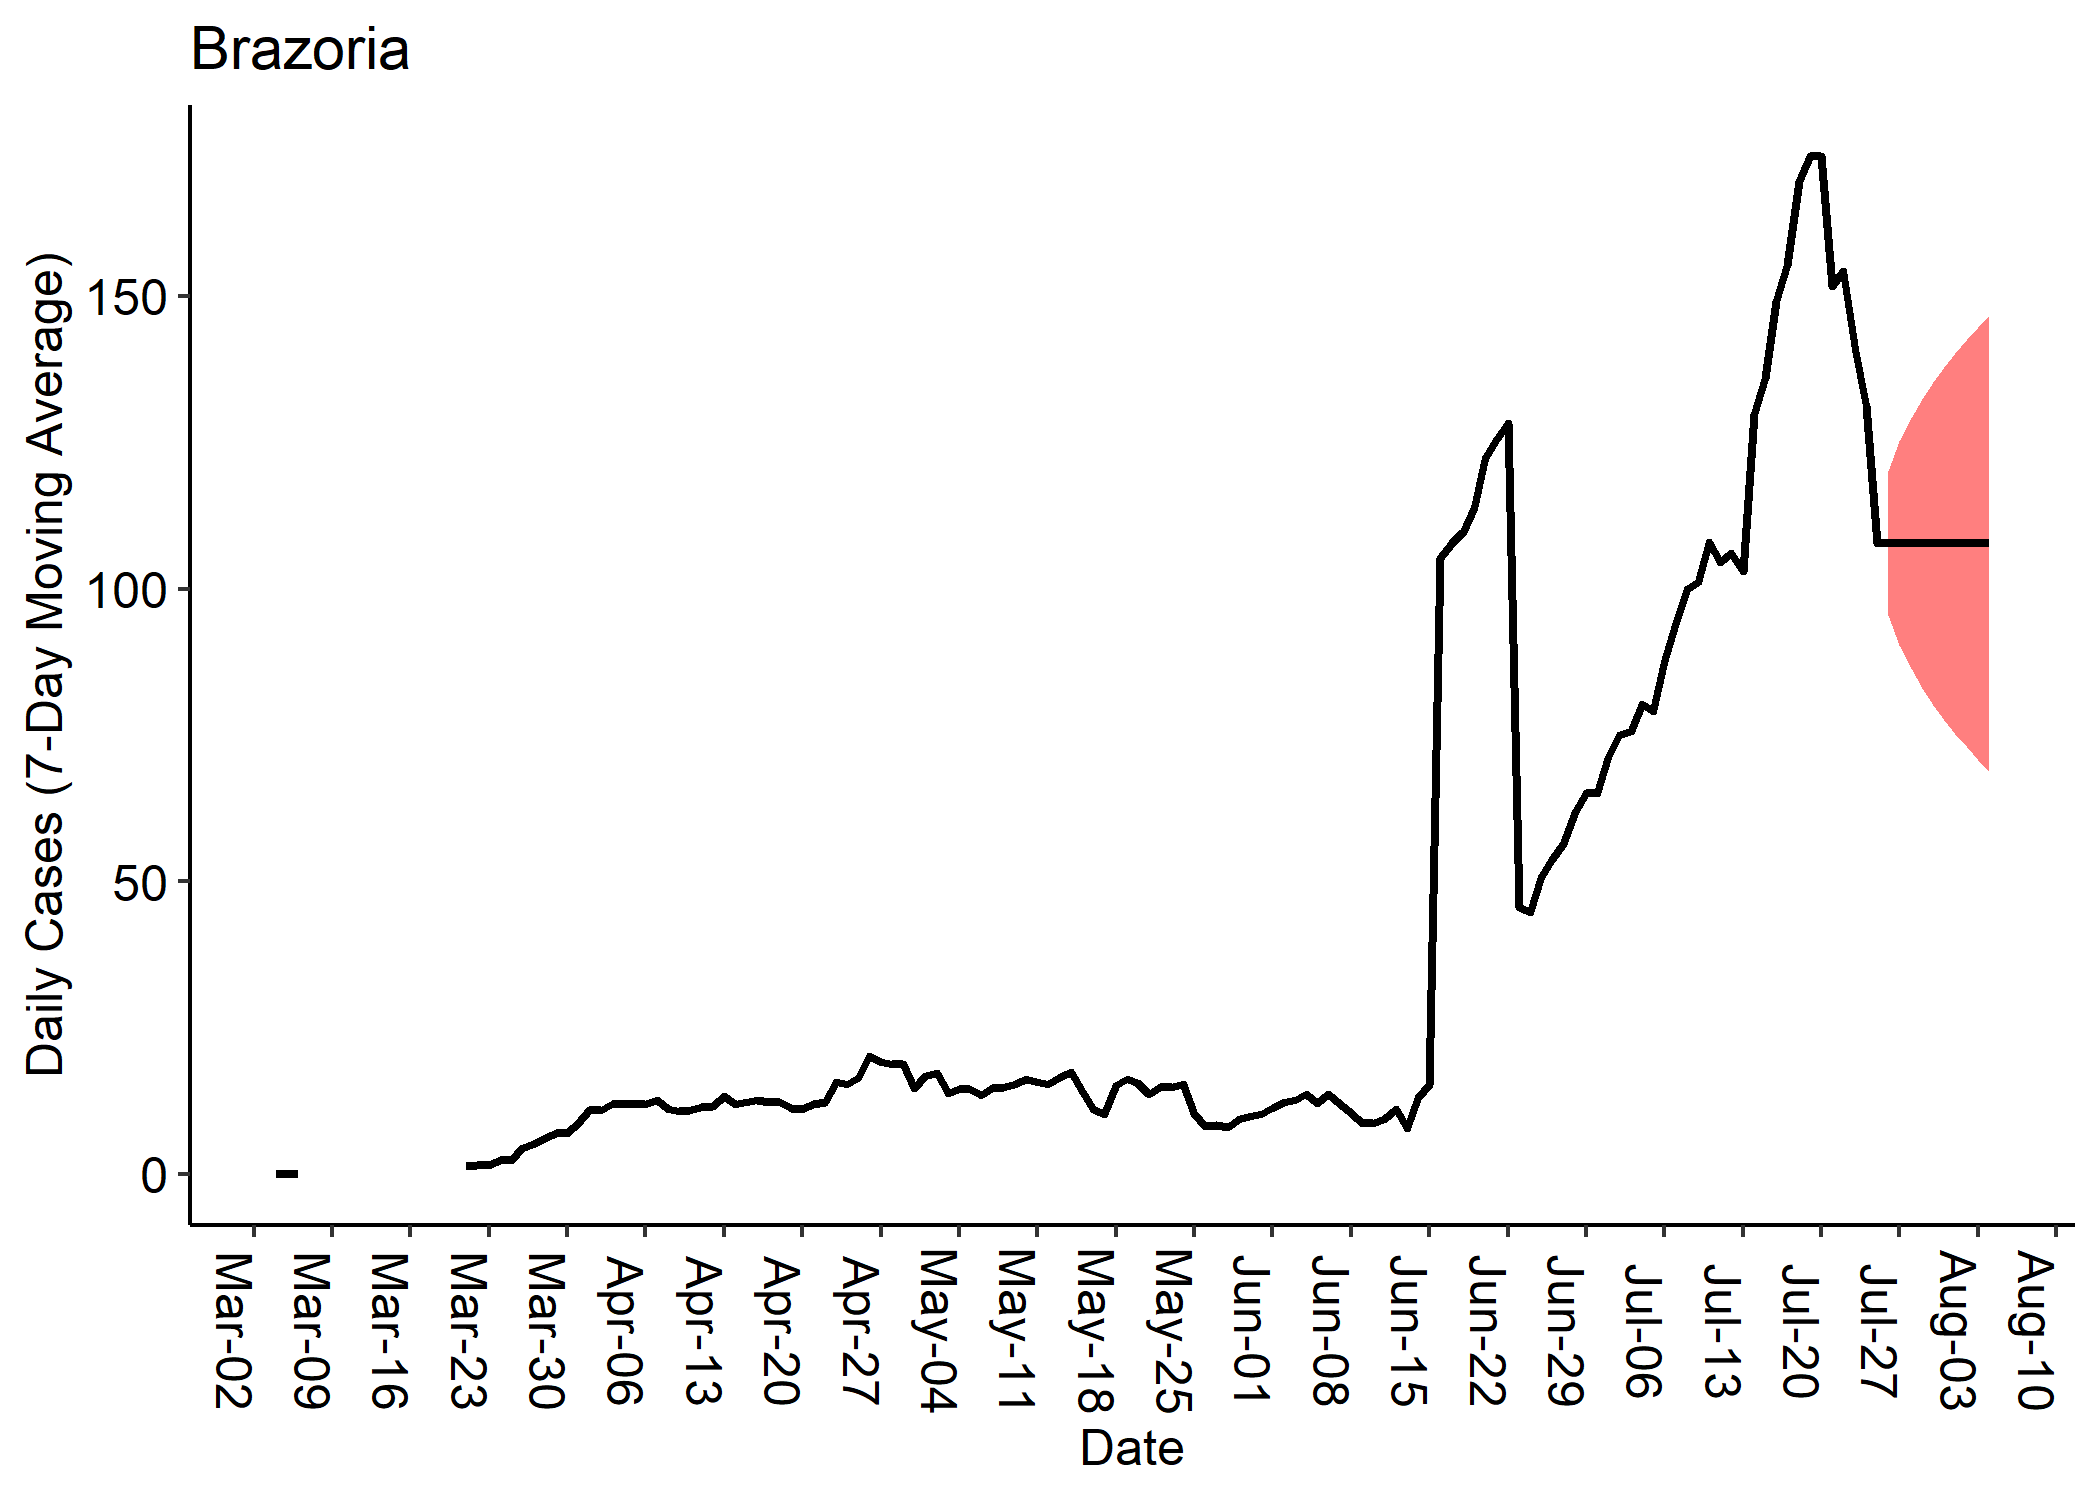 Brazoria
Daily Cases (7-Day Moving Average)
150
100
50
0
Mar-02
Mar-09
Mar-16
Mar-23
Mar-30
Apr-06
Apr-13
Apr-20
Apr-27
May-04
May-11
May-18
May-25
Jun-01
Jun-08
Jun-15
Jun-22
Jun-29
Jul-06
Jul-13
Jul-20
Jul-27
Aug-03
Aug-10
Date